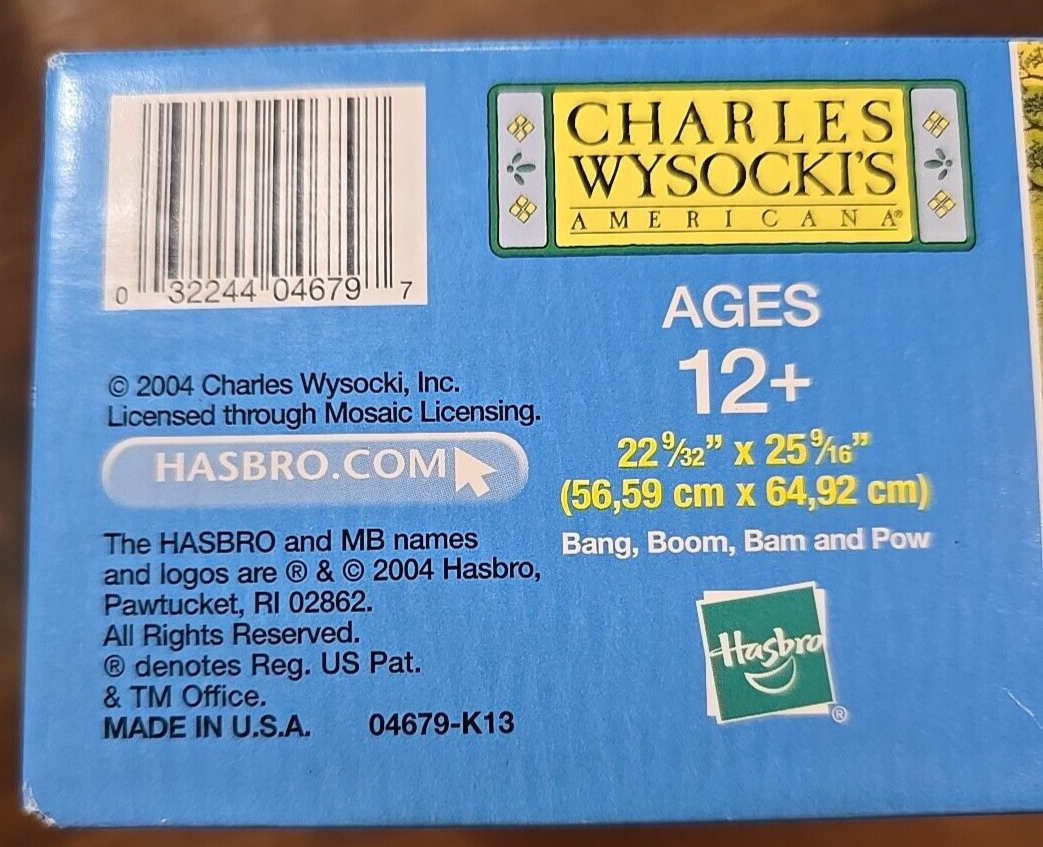 0 32244 04679 7
CHARLES
WYSOCKI'S
AMERICANA®
AGES
12+
22 9/32" x 25 9/16"
(56,59 cm x 64,92 cm)
Bang, Boom, Bam and Pow
© 2004 Charles Wysocki, Inc.
Licensed through Mosaic Licensing.
HASBRO.COM
The HASBRO and MB names
and logos are ® & © 2004 Hasbro,
Pawtucket, RI 02862.
All Rights Reserved.
® denotes Reg. US Pat.
& TM Office.
MADE IN U.S.A. 04679-K13
Hasbro
®